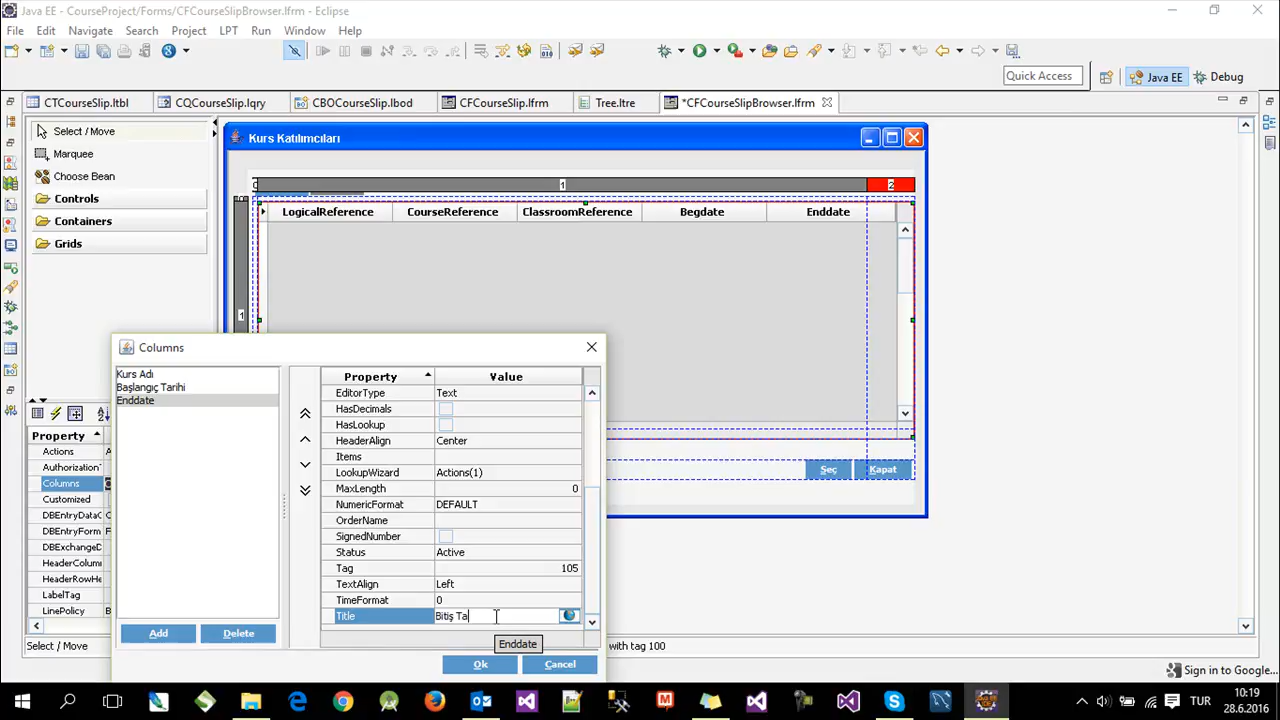 Java EE - CourseProject/Forms/CFCourseSlipBrowser.lfrm - Eclipse
File Edit Navigate Search Project LPT Run Window Help
Quick Access Java EE Debug
CTCourseSlip.ltbl CQCourseSlip.lqry CBOCourseSlip.lbod CFCourseSlip.lfrm Tree.ltre *CFCourseSlipBrowser.lfrm
Select / Move
Marquee
Choose Bean
Controls
Containers
Grids
Kurs Katılımcıları
1 2
LogicalReference CourseReference ClassroomReference Begdate Enddate
1
Seç Kapat
Columns
Kurs Adı
Başlangıç Tarihi
Enddate
Property Value
EditorType Text
HasDecimals
HasLookup
HeaderAlign Center
Items
LookupWizard Actions(1)
MaxLength 0
NumericFormat DEFAULT
OrderName
SignedNumber
Status Active
Tag 105
TextAlign Left
TimeFormat 0
Title Bitiş Ta
Enddate
Add Delete
Ok Cancel
Property
Actions
Authorization
Columns
Customized
DBEntryDataC
DBEntryForm
DBExchangeD
HeaderColum
HeaderRowHe
LabelTag
LinePolicy
Select / Move
with tag 100
Sign in to Google...
TUR
10:19
28.6.2016